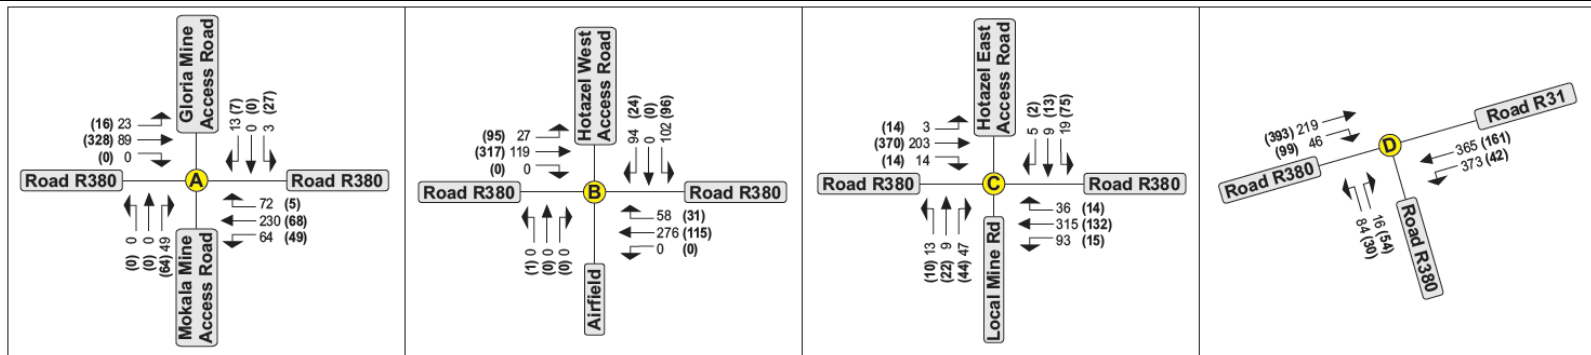 Gloria Mine
Access Road
(16) 23
(328) 89
(0) 0
13 (7)
0 (0)
3 (27)
Road R380
A
Road R380
72 (5)
230 (68)
64 (49)
(0) 0
(0) 0
(64) 49
Mokala Mine
Access Road
Hotazel West
Access Road
(95) 27
(317) 119
(0) 0
94 (24)
0 (0)
102 (96)
Road R380
B
Road R380
58 (31)
276 (115)
0 (0)
(1) 0
(0) 0
(0) 0
Airfield
Hotazel East
Access Road
(14) 3
(370) 203
(14) 14
5 (2)
9 (13)
19 (75)
Road R380
C
Road R380
36 (14)
315 (132)
93 (15)
(10) 13
(22) 9
(44) 47
Local Mine Rd
Road R31
(393) 219
(99) 46
D
365 (161)
373 (42)
Road R380
84 (30)
16 (54)
Road R380